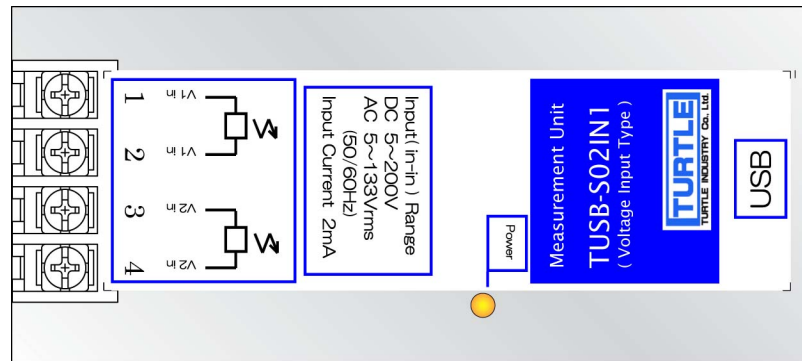 1
V1 in
2
V1 in
3
V2 in
4
V2 in
Input( in-in ) Range
DC 5~200V
AC 5~133Vrms
(50/60Hz)
Input Current 2mA
Power
Measurement Unit
TUSB-S02IN1
( Voltage Input Type )
TURTLE
TURTLE INDUSTRY Co., Ltd.
USB